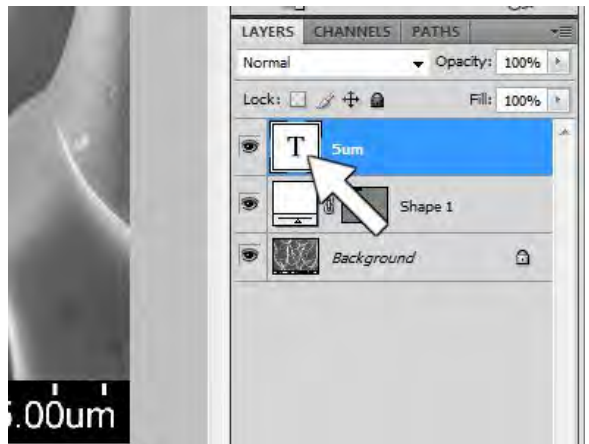 LAYERS CHANNELS PATHS
Normal Opacity: 100%
Lock: Fill: 100%
T 5um
Shape 1
Background
.00um